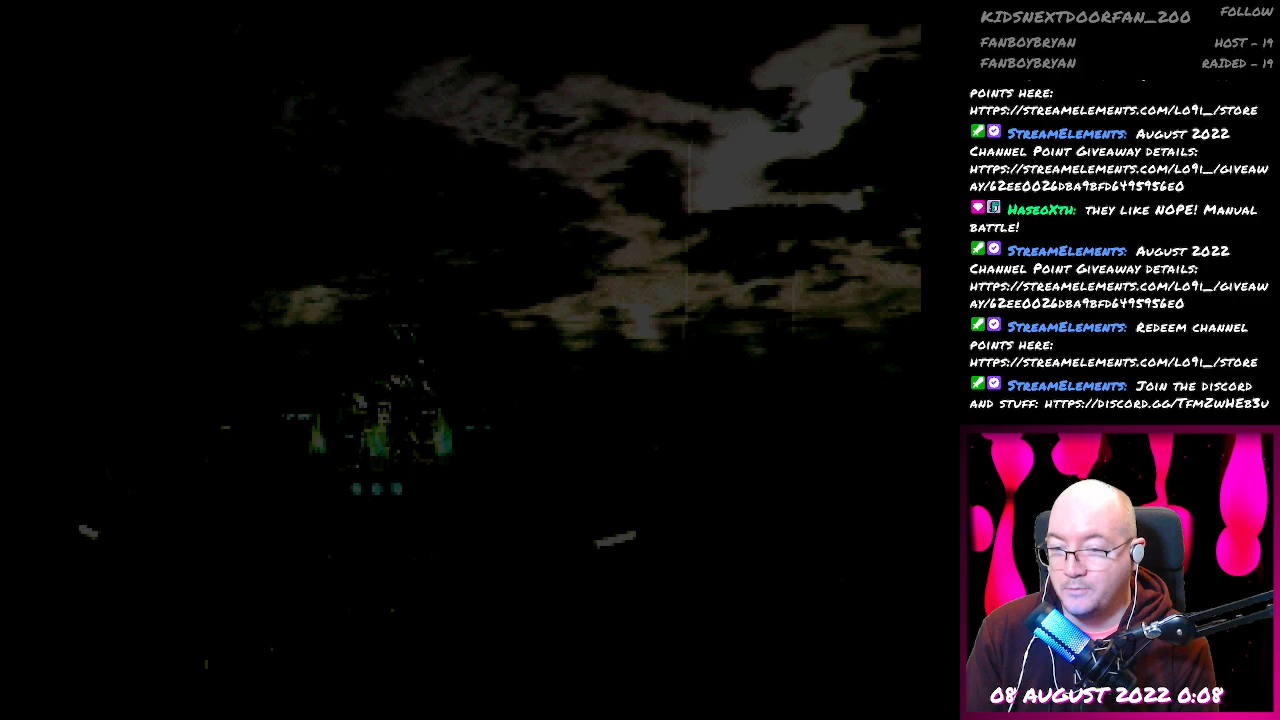 KIDSNEXTDOORFAN_200 FOLLOW
FANBOYBRYAN HOST - 19
FANBOYBRYAN RAIDED - 19
POINTS HERE:
HTTPS://STREAMELEMENTS.COM/LO9I_/STORE
STREAMELEMENTS: AUGUST 2022
CHANNEL POINT GIVEAWAY DETAILS:
HTTPS://STREAMELEMENTS.COM/LO9I_/GIVEAW
AY/62EE0026DBA9BFD6495956E0
HASEOXTH: THEY LIKE NOPE! MANUAL
BATTLE!
STREAMELEMENTS: AUGUST 2022
CHANNEL POINT GIVEAWAY DETAILS:
HTTPS://STREAMELEMENTS.COM/LO9I_/GIVEAW
AY/62EE0026DBA9BFD6495956E0
STREAMELEMENTS: REDEEM CHANNEL
POINTS HERE:
HTTPS://STREAMELEMENTS.COM/LO9I_/STORE
STREAMELEMENTS: JOIN THE DISCORD
AND STUFF: HTTPS://DISCORD.GG/TFMZWHEB3U
08 AUGUST 2022 0:08